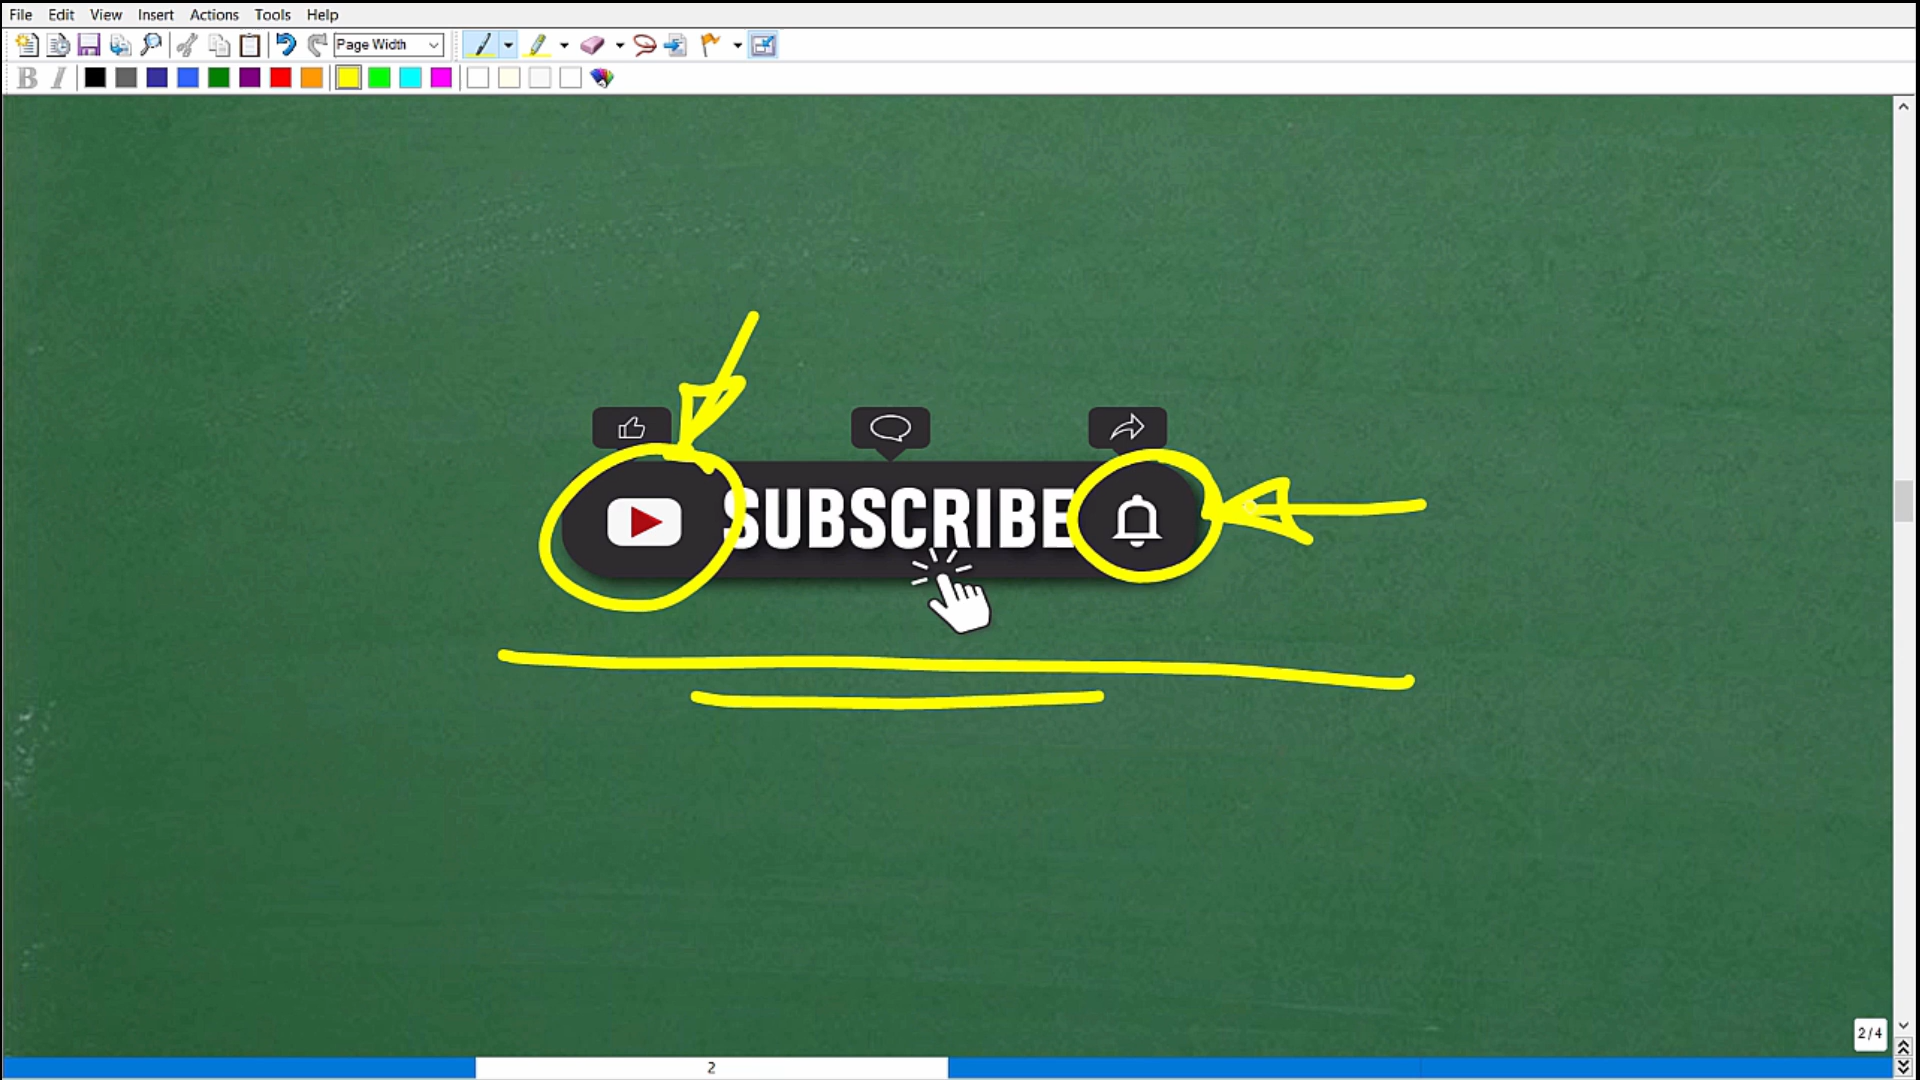 File Edit View Insert Actions Tools Help
Page Width
B I
SUBSCRIBE
2/4
2